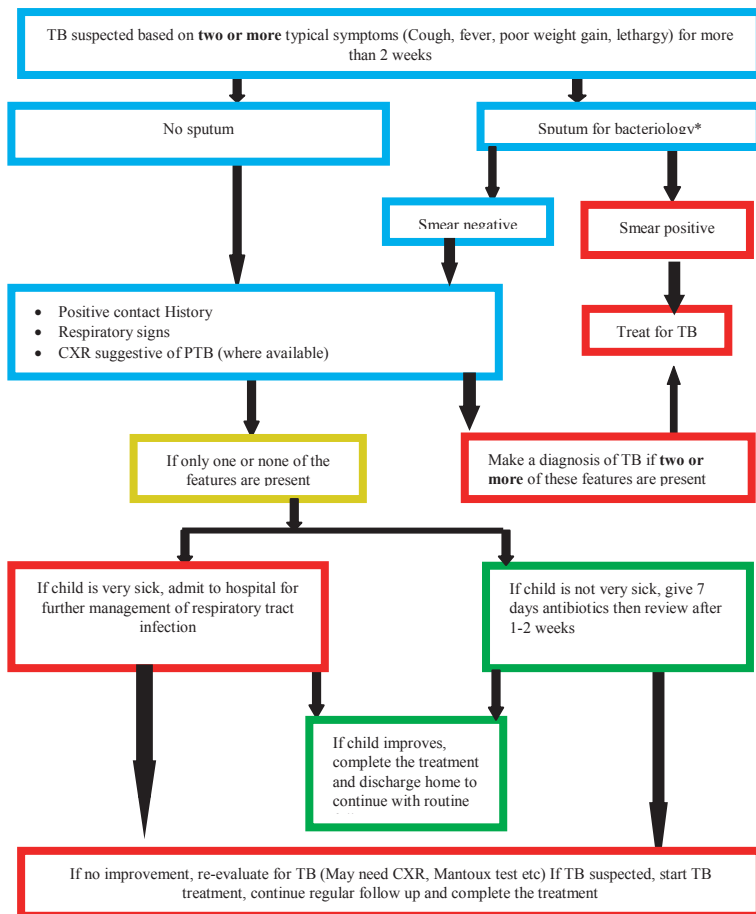 TB suspected based on two or more typical symptoms (Cough, fever, poor weight gain, lethargy) for more
than 2 weeks
No sputum
Sputum for bacteriology*
Smear negative
Smear positive
• Positive contact History
• Respiratory signs
• CXR suggestive of PTB (where available)
Treat for TB
If only one or none of the
features are present
Make a diagnosis of TB if two or
more of these features are present
If child is very sick, admit to hospital for
further management of respiratory tract
infection
If child is not very sick, give 7
days antibiotics then review after
1-2 weeks
If child improves,
complete the treatment
and discharge home to
continue with routine
If no improvement, re-evaluate for TB (May need CXR, Mantoux test etc) If TB suspected, start TB
treatment, continue regular follow up and complete the treatment